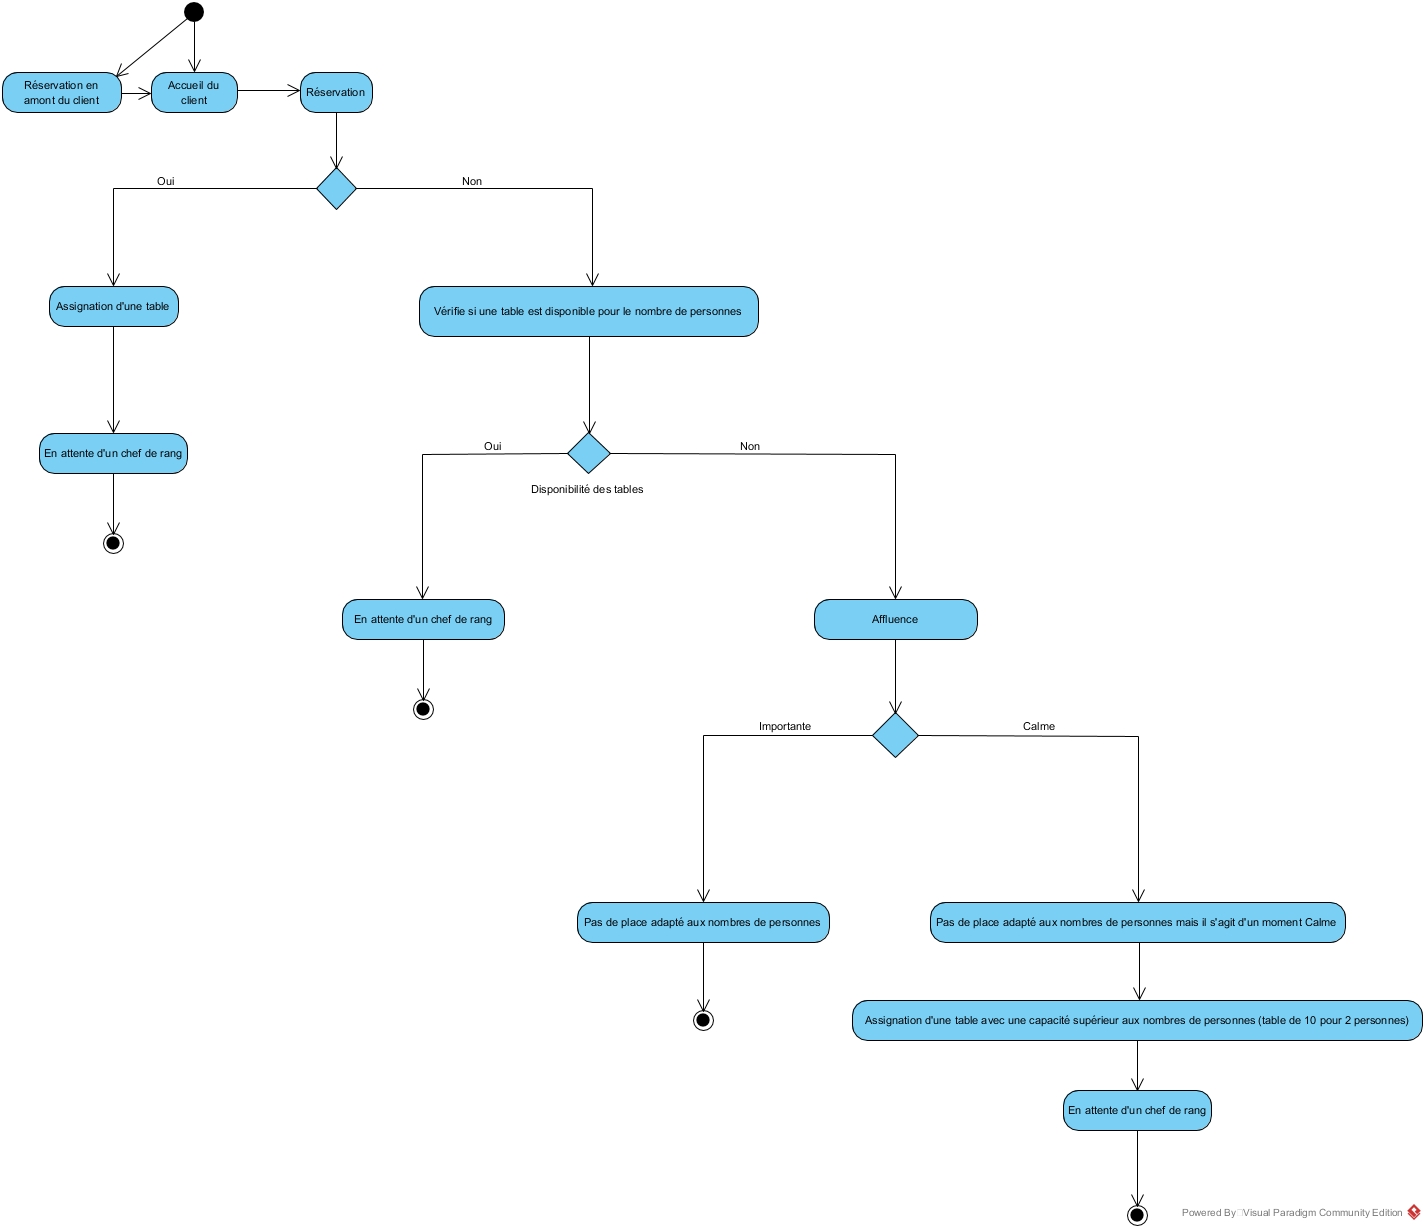 Réservation en
amont du client
Accueil du
client
Réservation
Oui
Non
Assignation d'une table
Vérifie si une table est disponible pour le nombre de personnes
En attente d'un chef de rang
Oui
Non
Disponibilité des tables
En attente d'un chef de rang
Affluence
Importante
Calme
Pas de place adapté aux nombres de personnes
Pas de place adapté aux nombres de personnes mais il s'agit d'un moment Calme
Assignation d'une table avec une capacité supérieur aux nombres de personnes (table de 10 pour 2 personnes)
En attente d'un chef de rang
Powered By Visual Paradigm Community Edition